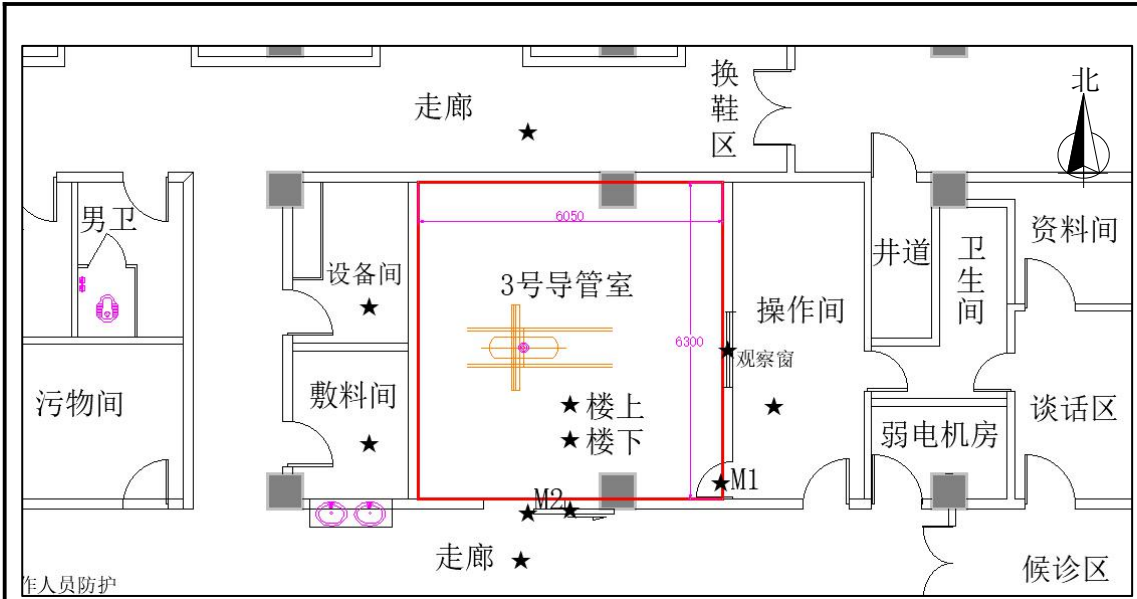 换鞋区
北
走廊
男卫
6050
资料间
井道
卫生间
设备间
3号导管室
操作间
6300
观察窗
敷料间
污物间
楼上
楼下
谈话区
弱电机房
M1
M2
走廊
候诊区
作人员防护